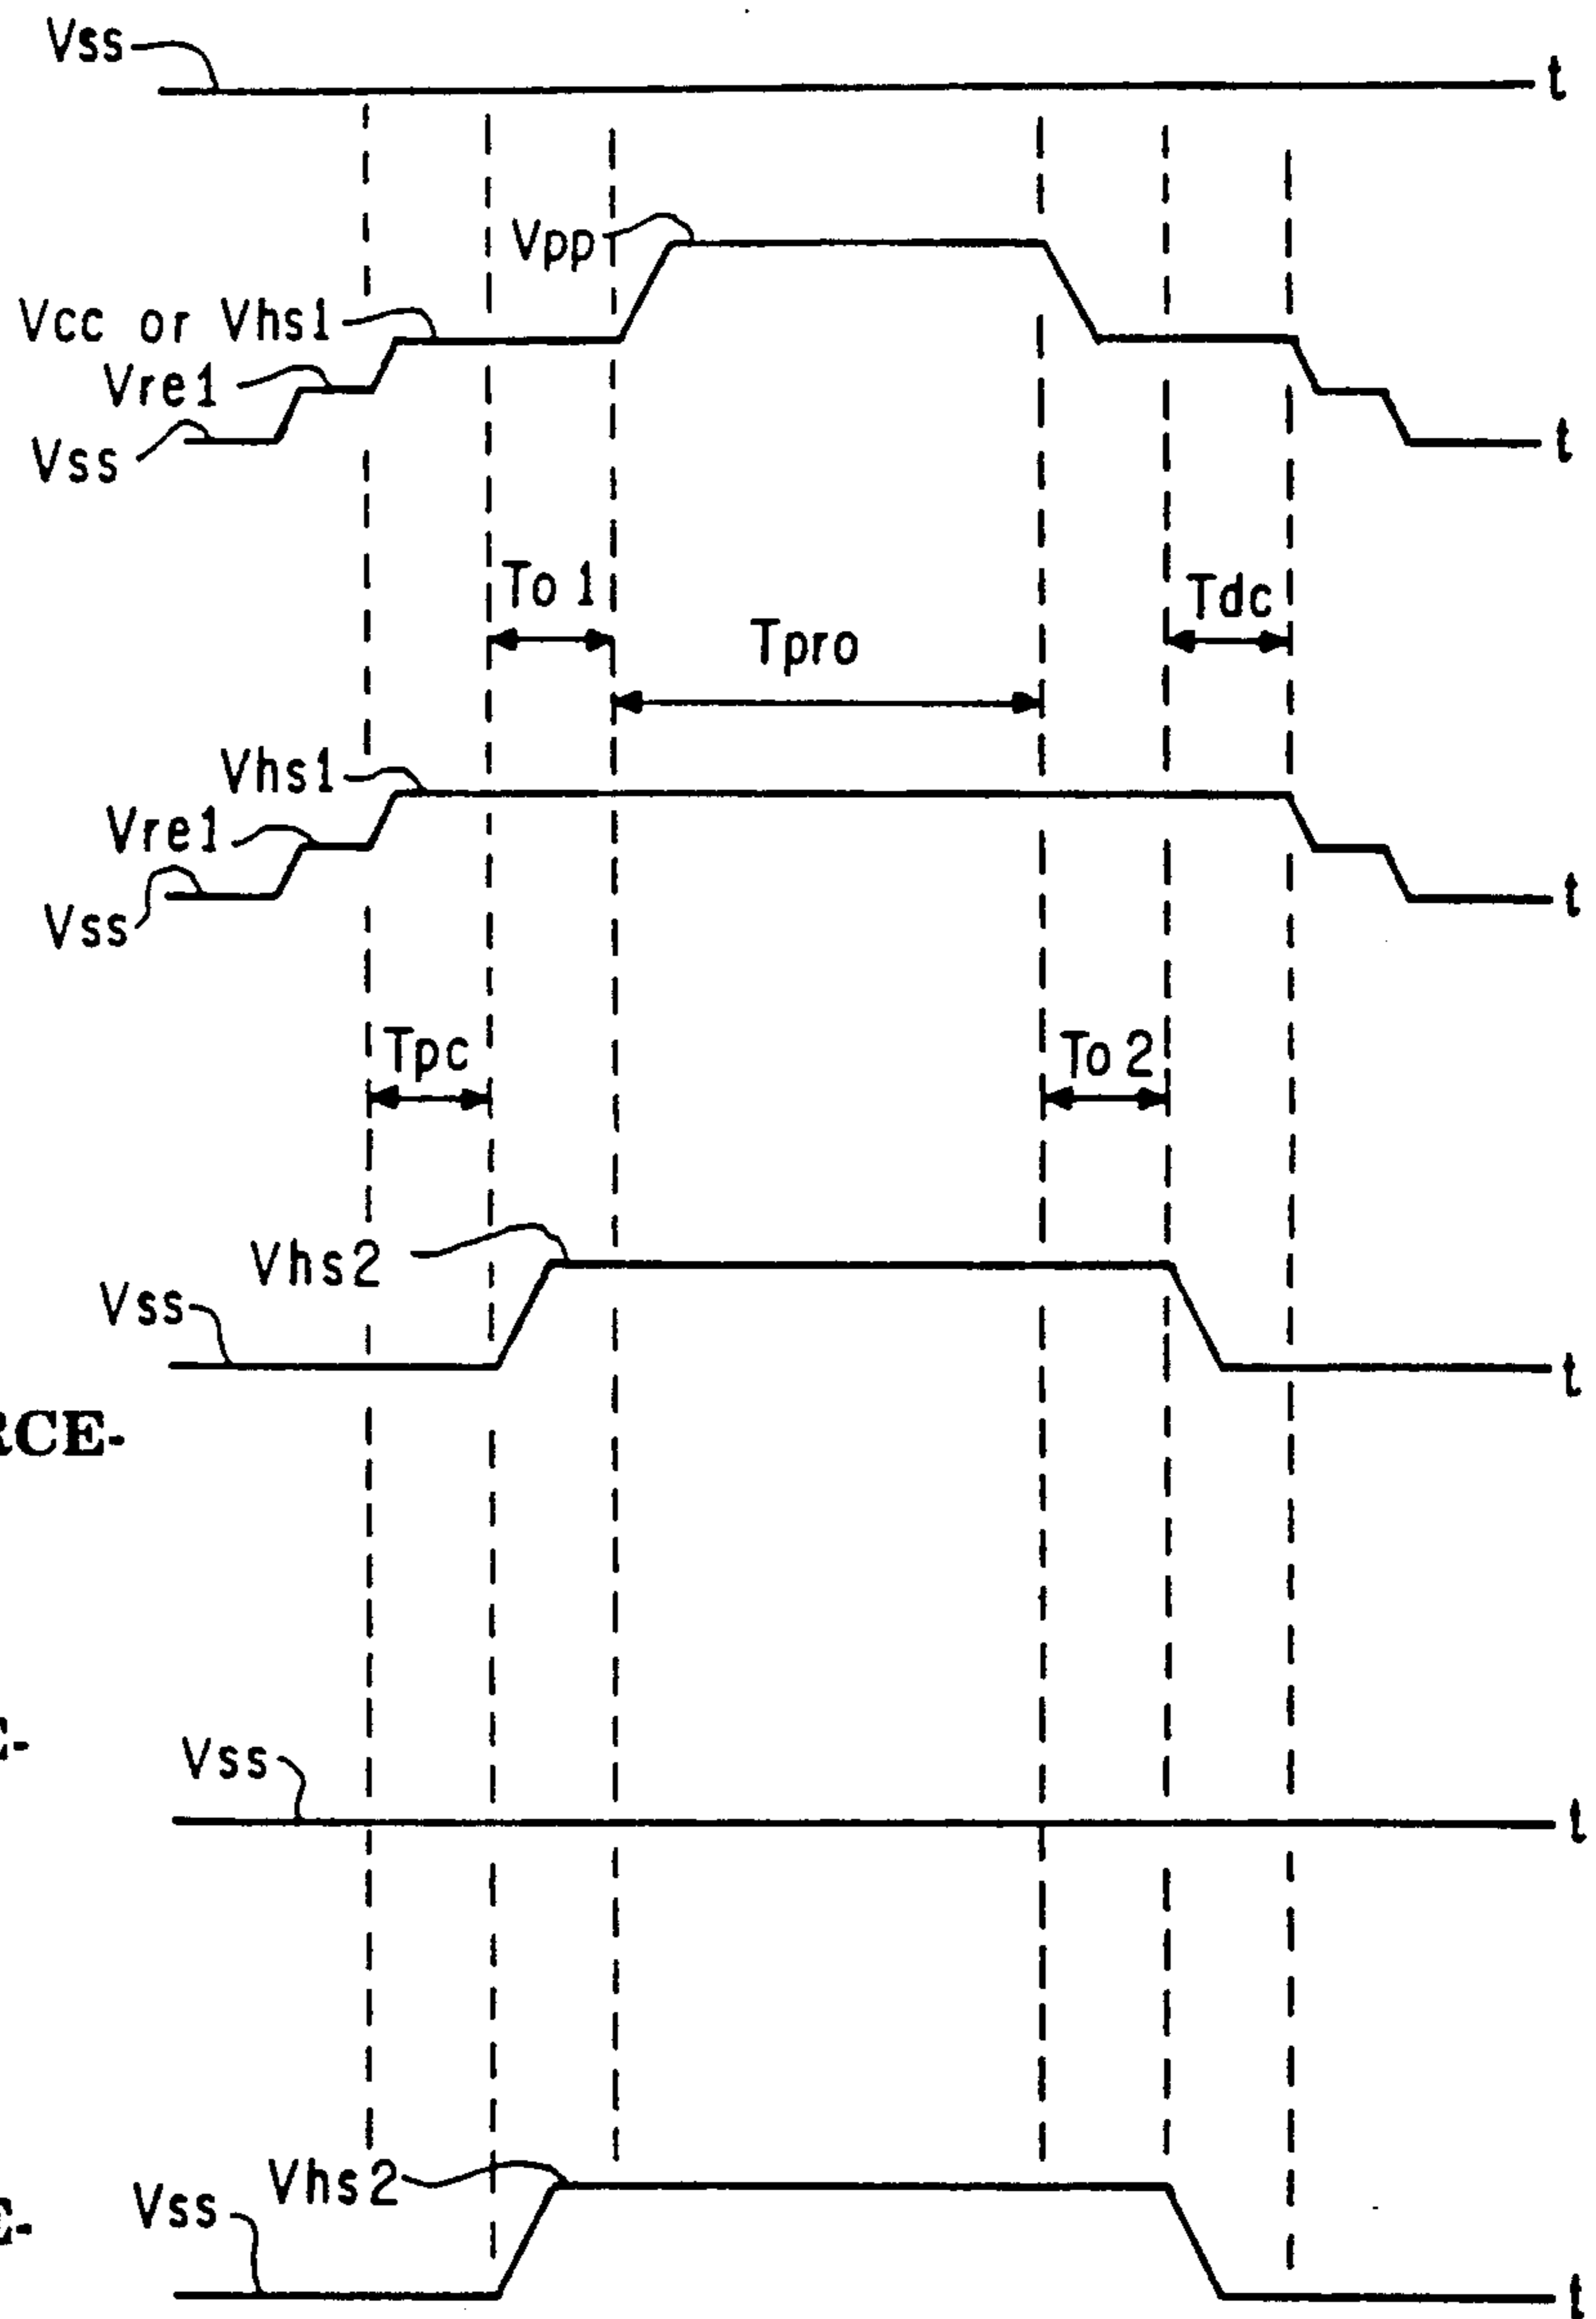 Vss
t
Vpp
Vcc or Vhs1
Vre1
Vss
t
To 1
Tdc
Tpro
Vhs1
Vre1
Vss
t
Tpc
To 2
Vhs2
Vss
t
RCE-
Vss
t
Vhs2
Vss
t